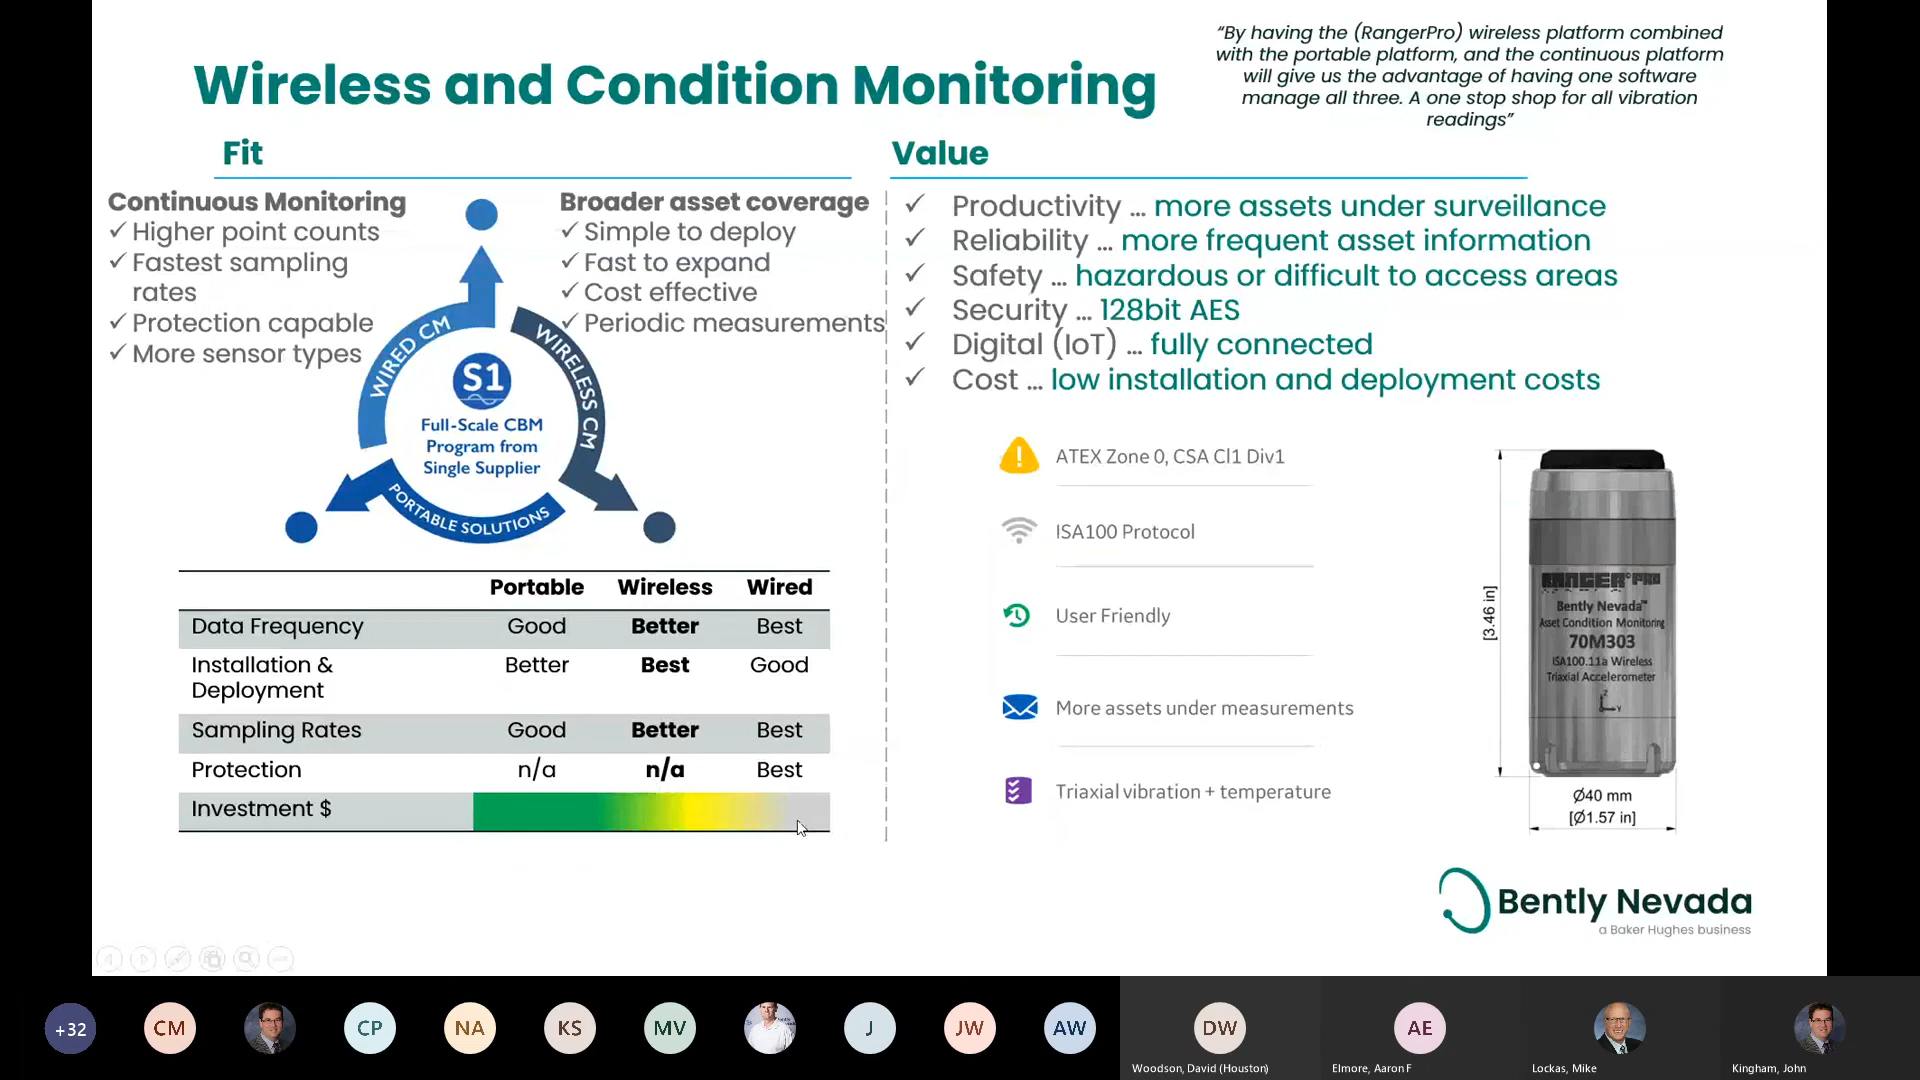 “By having the (RangerPro) wireless platform combined
with the portable platform, and the continuous platform
will give us the advantage of having one software
manage all three. A one stop shop for all vibration
readings”
Wireless and Condition Monitoring
Fit
Continuous Monitoring
✓ Higher point counts
✓ Fastest sampling
rates
✓ Protection capable
✓ More sensor types
Broader asset coverage
✓ Simple to deploy
✓ Fast to expand
✓ Cost effective
✓ Periodic measurements
WIRED CM
WIRELESS CM
PORTABLE SOLUTIONS
S1
Full-Scale CBM
Program from
Single Supplier
Portable Wireless Wired
Data Frequency Good Better Best
Installation &
Deployment Better Best Good
Sampling Rates Good Better Best
Protection n/a n/a Best
Investment $
Value
✓ Productivity … more assets under surveillance
✓ Reliability … more frequent asset information
✓ Safety … hazardous or difficult to access areas
✓ Security … 128bit AES
✓ Digital (IoT) … fully connected
✓ Cost … low installation and deployment costs
ATEX Zone 0, CSA Cl1 Div1
ISA100 Protocol
User Friendly
More assets under measurements
Triaxial vibration + temperature
[3.46 in]
RANGER PRO
Bently Nevada™
Asset Condition Monitoring
70M303
ISA100.11a Wireless
Triaxial Accelerometer
Z
Y
Ø40 mm
[Ø1.57 in]
Bently Nevada
a Baker Hughes business
+32
CM
CP
NA
KS
MV
J
JW
AW
DW
AE
Woodson, David (Houston)
Elmore, Aaron F
Lockas, Mike
Kingham, John